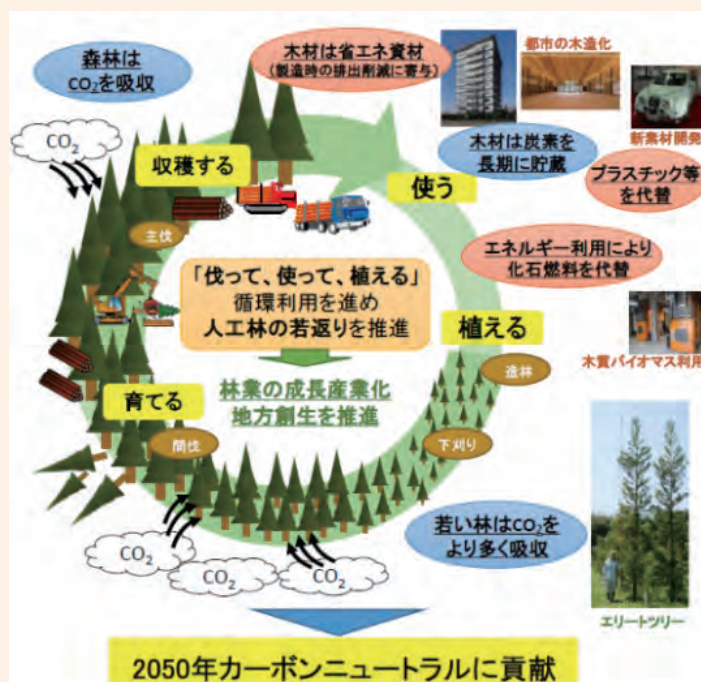 森林は
CO₂を吸収
木材は省エネ資材
(製造時の排出削減に寄与)
都市の木造化
新素材開発
CO₂
収穫する
使う
木材は炭素を
長期に貯蔵
プラスチック等
を代替
主伐
エネルギー利用により
化石燃料を代替
「伐って、使って、植える」
循環利用を進め
人工林の若返りを推進
植える
木質バイオマス利用
造林
林業の成長産業化
地方創生を推進
育てる
間伐
下刈り
若い林はCO₂を
より多く吸収
CO₂
CO₂
CO₂
エリートツリー
2050年カーボンニュートラルに貢献